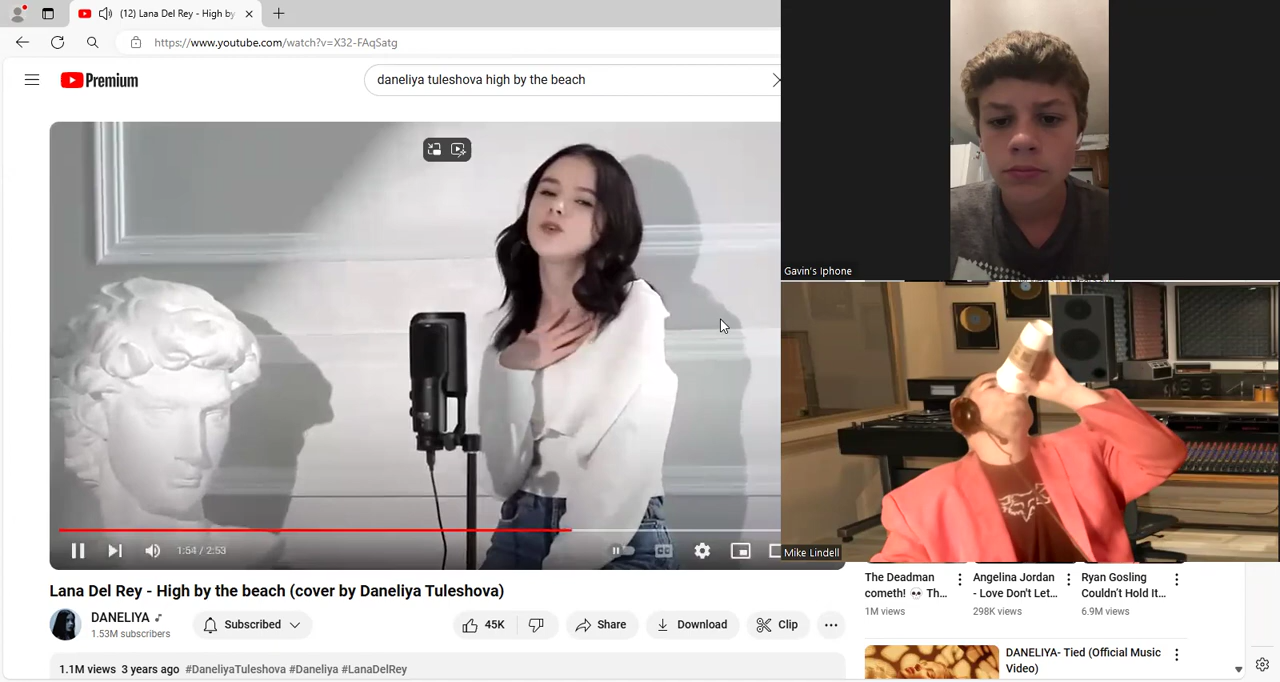 (12) Lana Del Rey - High by
https://www.youtube.com/watch?v=X32-FAqSatg
Premium
daneliya tuleshova high by the beach
Gavin's Iphone
1:54 / 2:53
CC
Mike Lindell
Lana Del Rey - High by the beach (cover by Daneliya Tuleshova)
DANELIYA
1.53M subscribers
Subscribed
45K
Share
Download
Clip
1.1M views 3 years ago #DaneliyaTuleshova #Daneliya #LanaDelRey
The Deadman
cometh! 💀 Th...
1M views
Angelina Jordan
- Love Don't Let...
298K views
Ryan Gosling
Couldn't Hold It...
6.9M views
DANELIYA- Tied (Official Music
Video)